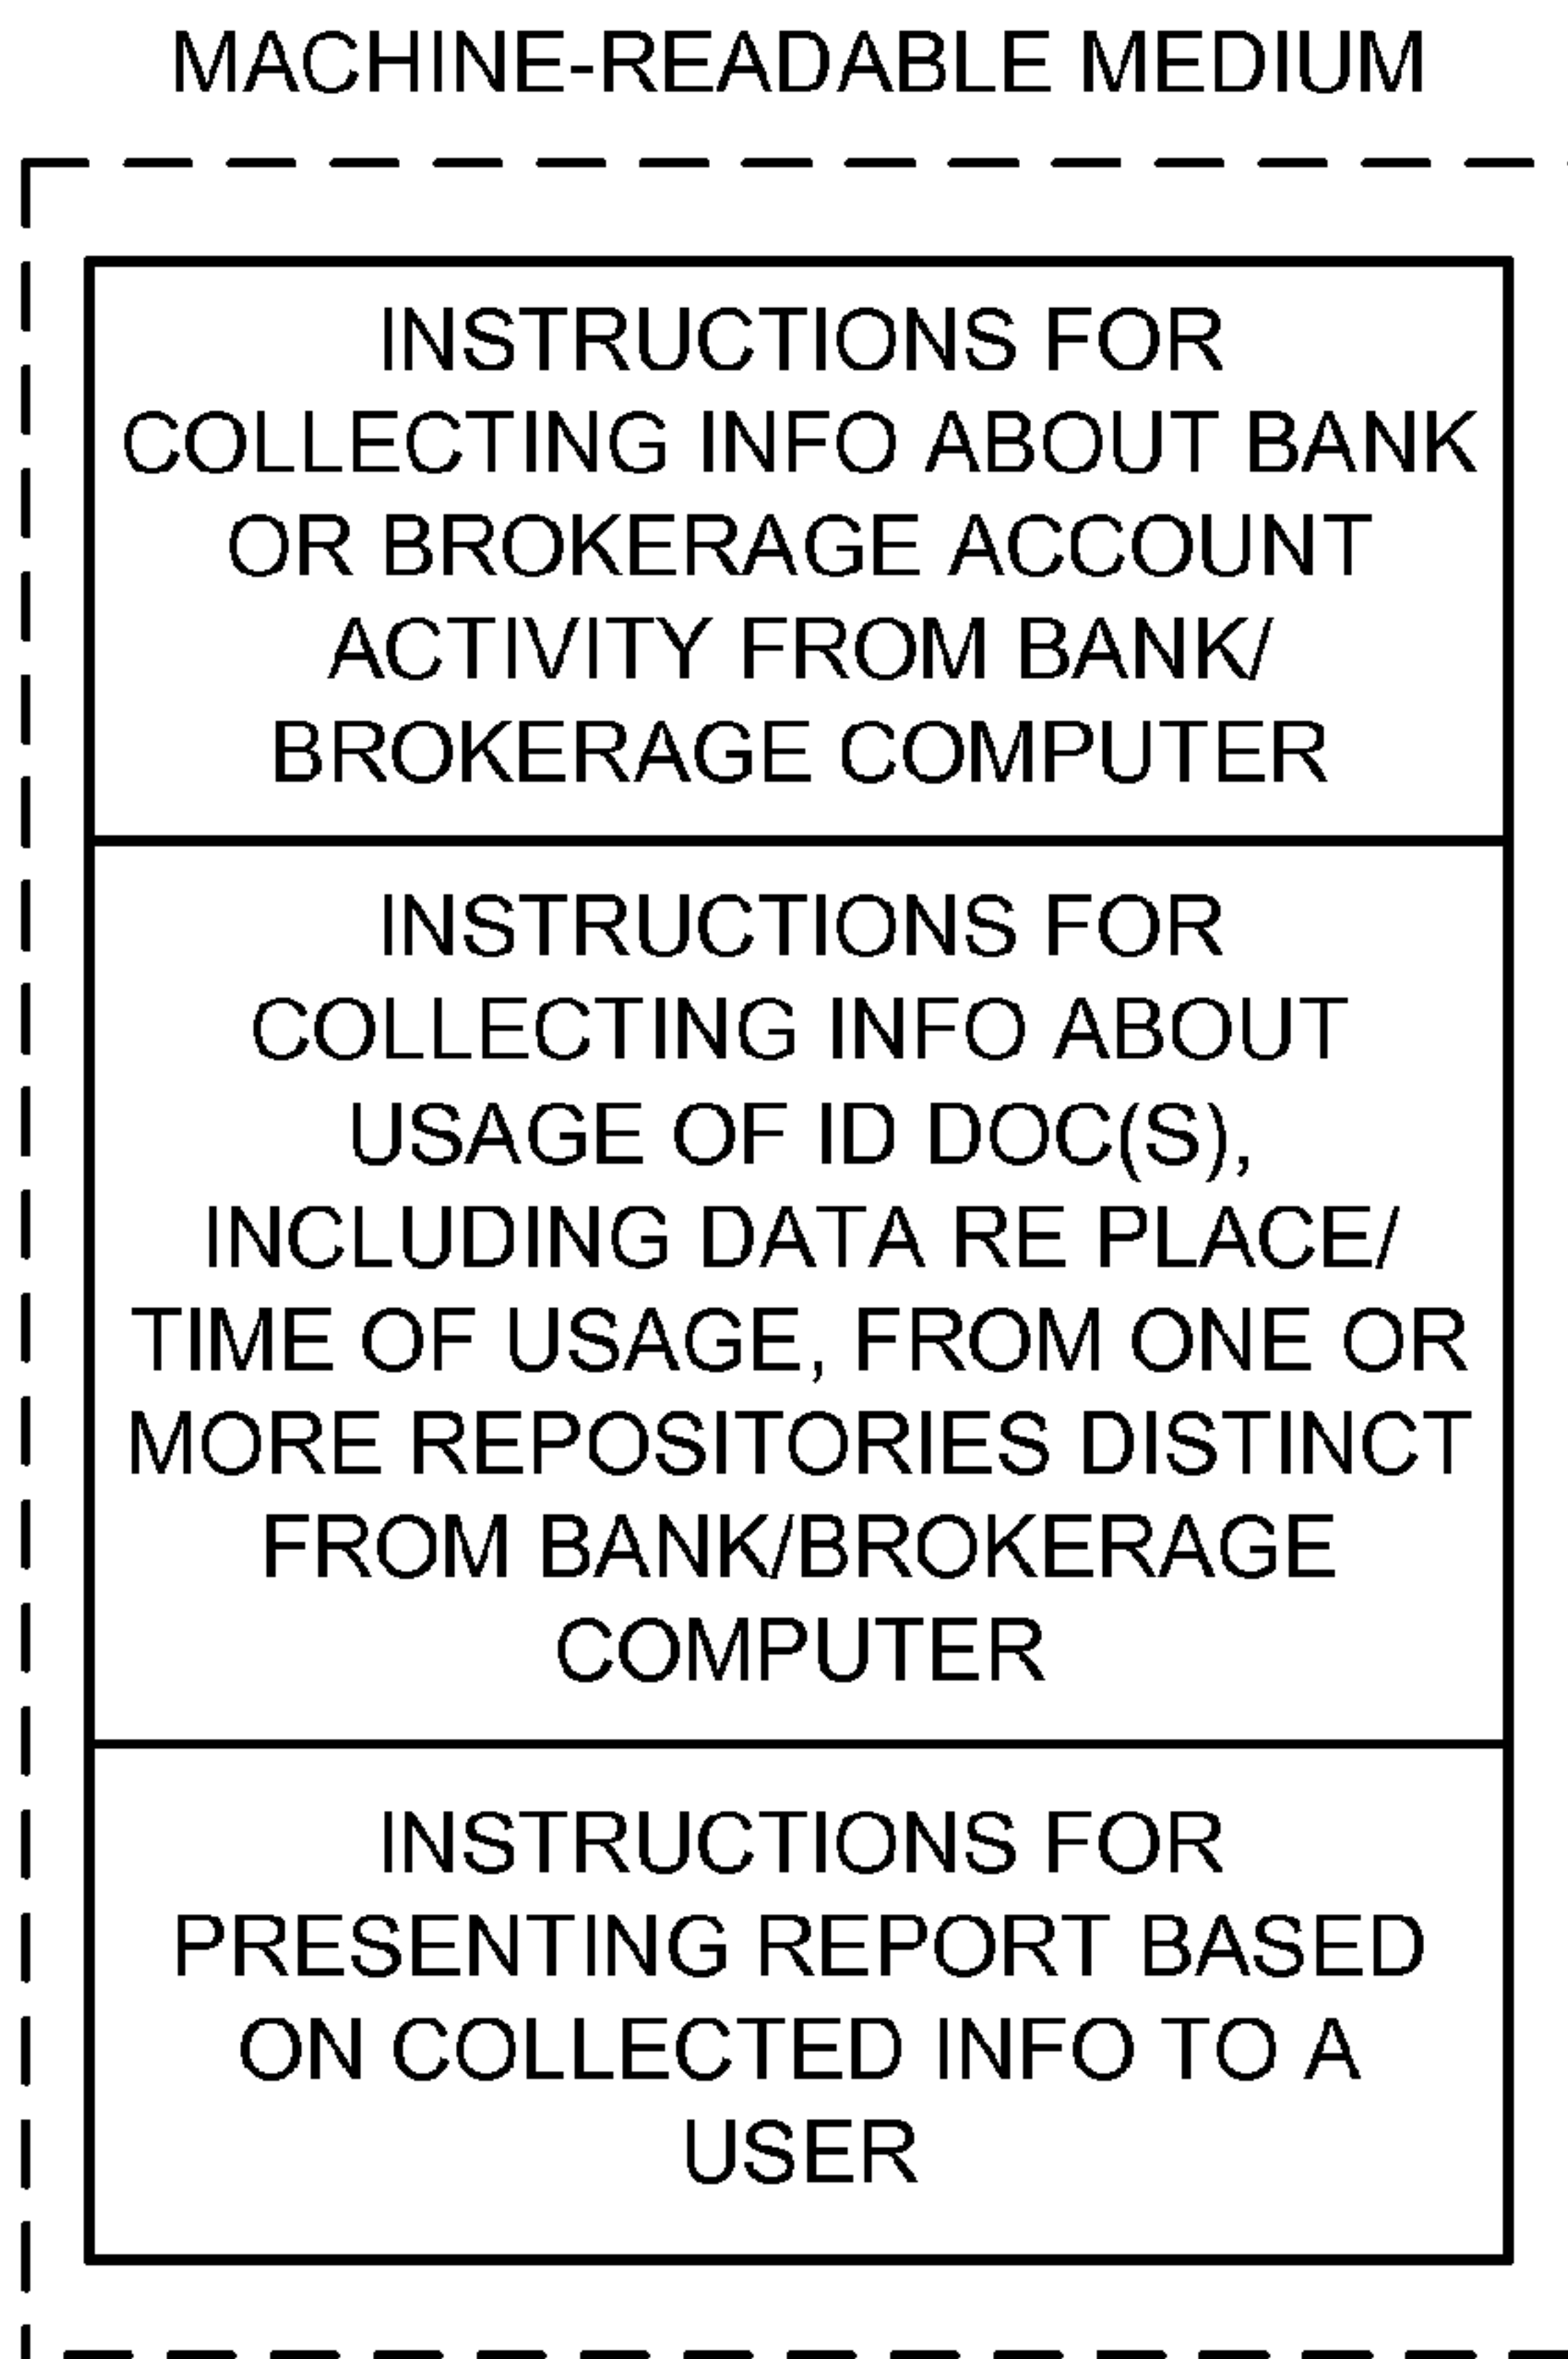 MACHINE-READABLE MEDIUM
INSTRUCTIONS FOR
COLLECTING INFO ABOUT BANK
OR BROKERAGE ACCOUNT
ACTIVITY FROM BANK/
BROKERAGE COMPUTER
INSTRUCTIONS FOR
COLLECTING INFO ABOUT
USAGE OF ID DOC(S),
INCLUDING DATA RE PLACE/
TIME OF USAGE, FROM ONE OR
MORE REPOSITORIES DISTINCT
FROM BANK/BROKERAGE
COMPUTER
INSTRUCTIONS FOR
PRESENTING REPORT BASED
ON COLLECTED INFO TO A
USER